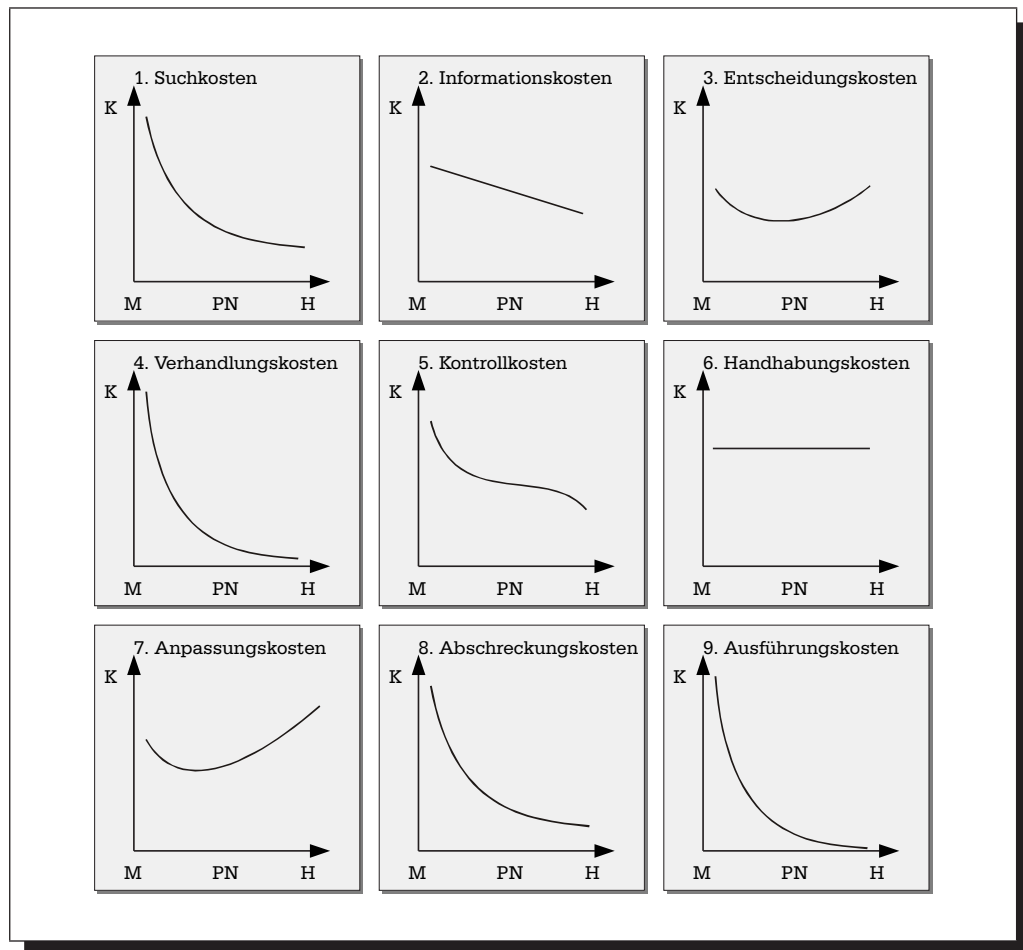 1. Suchkosten
K
M PN H
2. Informationskosten
K
M PN H
3. Entscheidungskosten
K
M PN H
4. Verhandlungskosten
K
M PN H
5. Kontrollkosten
K
M PN H
6. Handhabungskosten
K
M PN H
7. Anpassungskosten
K
M PN H
8. Abschreckungskosten
K
M PN H
9. Ausführungskosten
K
M PN H